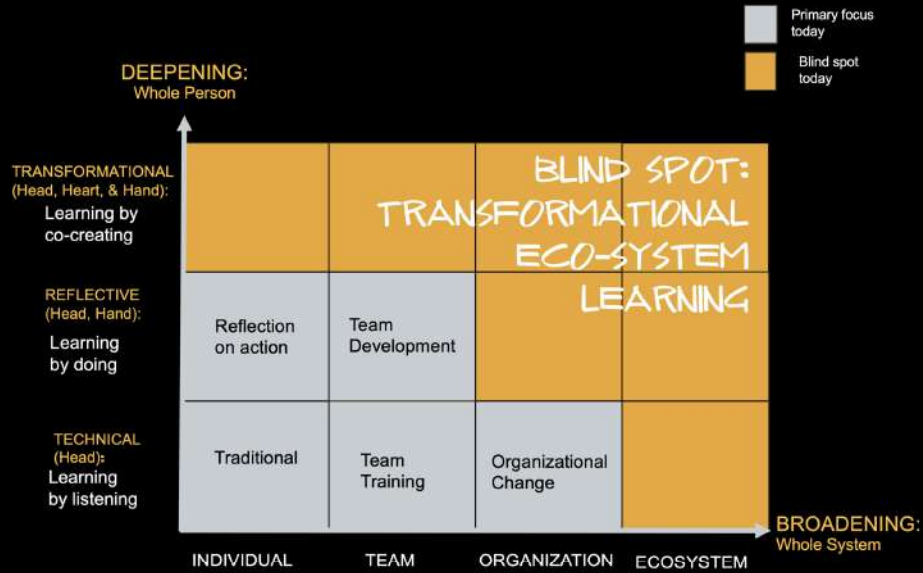 Primary focus
today
Blind spot
today
DEEPENING:
Whole Person
TRANSFORMATIONAL
(Head, Heart, & Hand):
Learning by
co-creating
BLIND SPOT:
TRANSFORMATIONAL
ECO-SYSTEM
LEARNING
REFLECTIVE
(Head, Hand):
Learning
by doing
Reflection
on action
Team
Development
TECHNICAL
(Head):
Learning
by listening
Traditional
Team
Training
Organizational
Change
BROADENING:
Whole System
INDIVIDUAL
TEAM
ORGANIZATION
ECOSYSTEM